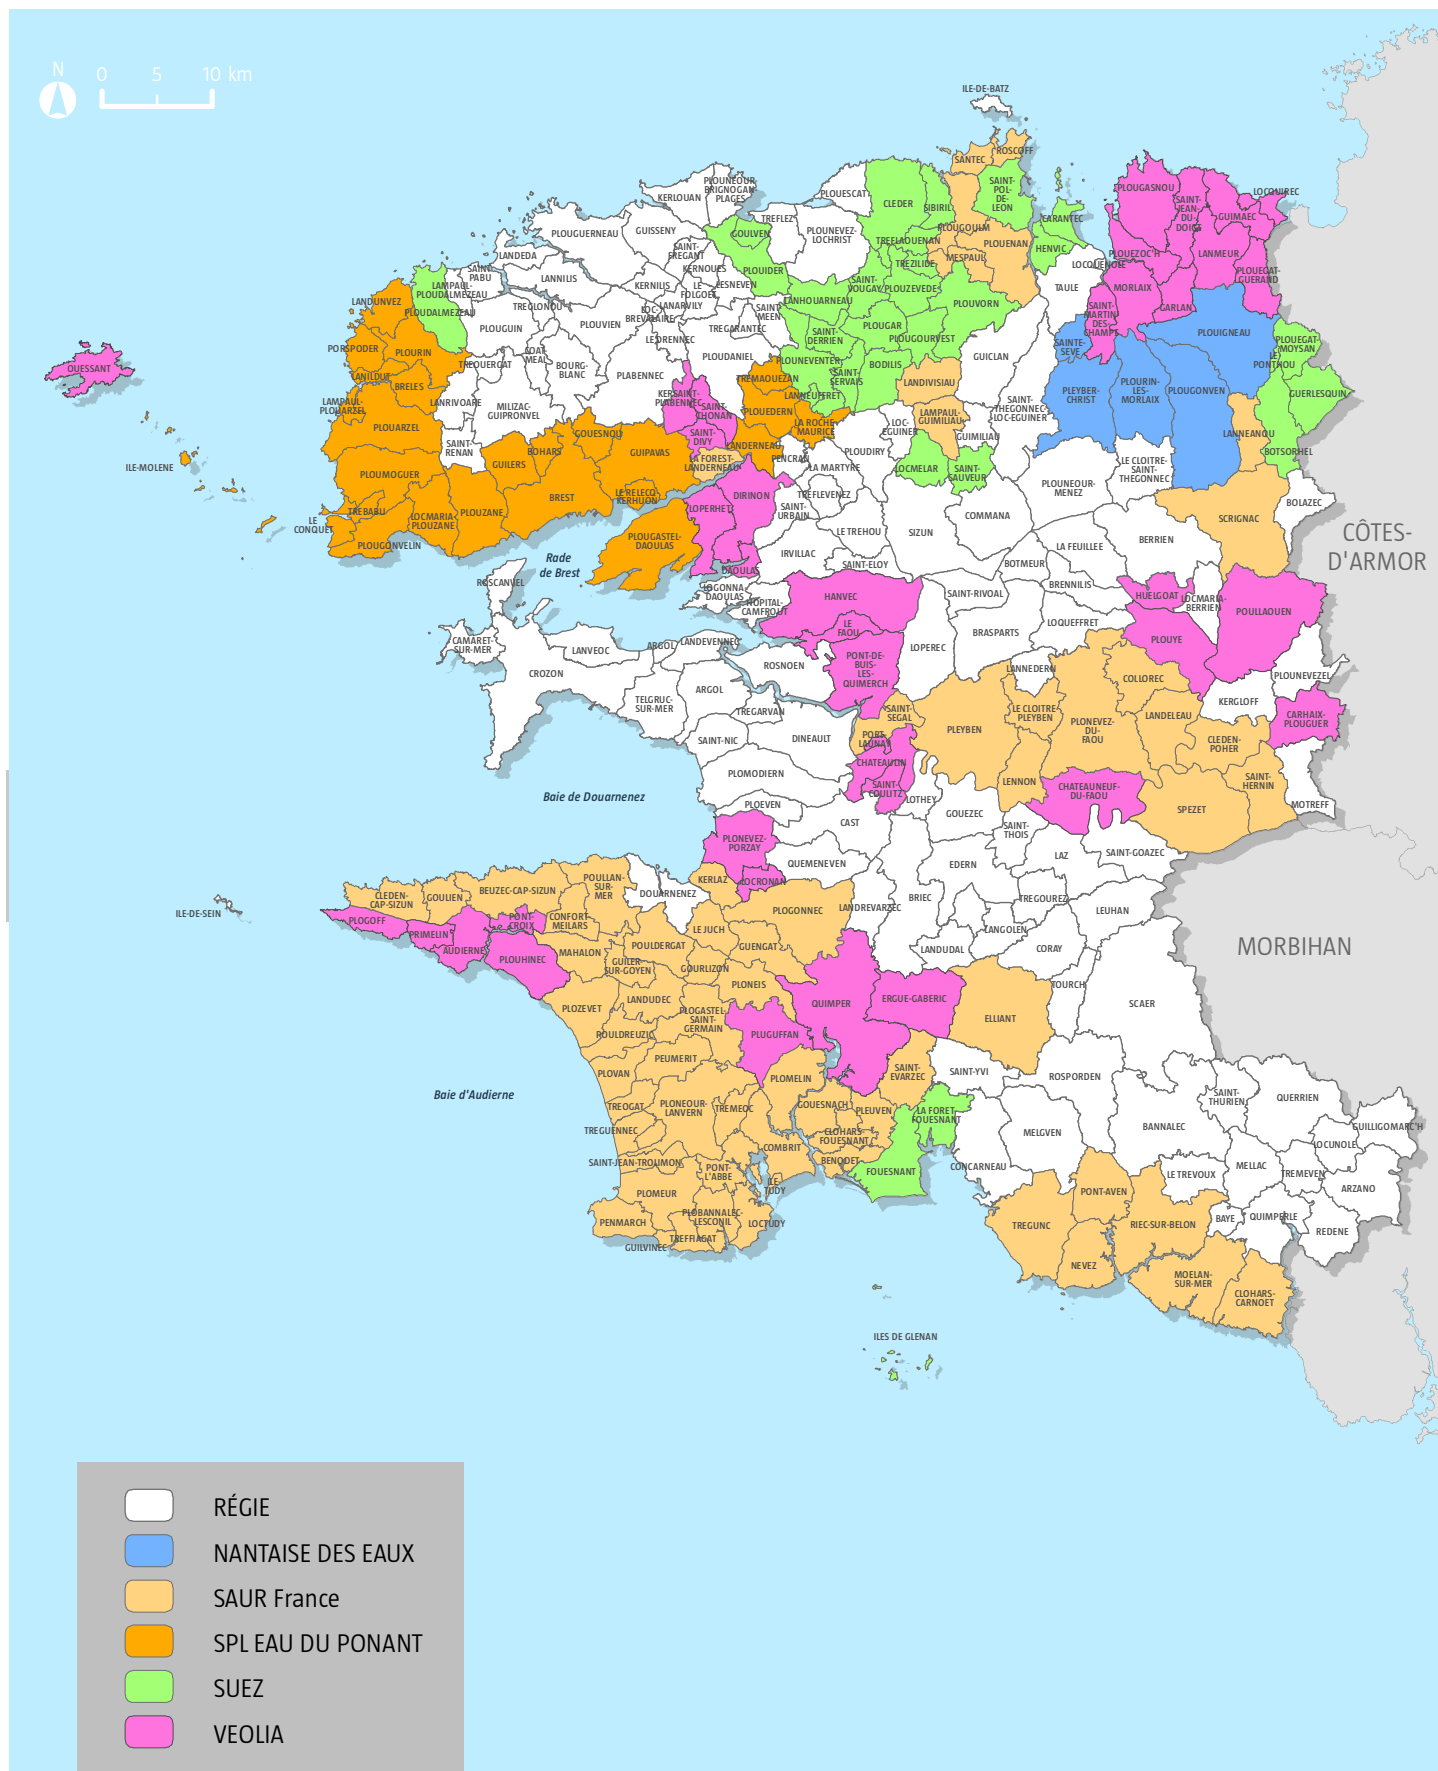 N
0 5 10 km
ILE-DE-BATZ
ROSCOFF
SANTEC
SAINT-
POL-
DE-
LEON
PLOUESCAT
CLEDER
SIBIRIL
PLOUGOULM
PLOUENAN
MESPAUL
CARANTEC
HENVIC
LOCQUENOLE
TAULE
PLOUGASNOU
SAINT-
JEAN-
DU-
DOIGT
LOCQUIREC
GUIMAEC
PLOUEZOC'H
LANMEUR
PLOUEGAT-
GUERAND
MORLAIX
GARLAN
SAINT-
MARTIN-
DES-
CHAMPS
SAINTE-
SEVE
PLOUIGNEAU
PLOUEGAT-
MOYSAN
LE
PONTHOU
GUERLESQUIN
PLEYBER-
CHRIST
PLOURIN-
LES-
MORLAIX
PLOUGONVEN
LANNEANOU
BOTSORHEL
PLOUNEOUR-
BRIGNOGAN-
PLAGES
KERLOUAN
GOULVEN
TREFLEZ
PLOUNEVEZ-
LOCHRIST
TREFLAOUENAN
TREZILIDE
PLOUGUERNEAU
GUISSENY
SAINT-
FREGANT
KERNOUES
PLOUIDER
LANDEDA
SAINT-
PABU
LANNILIS
KERNILIS
LE
FOLGOET
LESNEVEN
LANHOUARNEAU
SAINT-
VOUGAY
PLOUZEVEDE
PLOUVORN
LAMPAUL-
PLOUDALMEZEAU
PLOUDALMEZEAU
TREGLONOU
LOC-
BREVALAIRE
LANARVILY
SAINT-
MEEN
TREGARANTEC
SAINT-
DERRIEN
PLOUGAR
PLOUGOURVEST
LANDUNVEZ
PLOUGUIN
PLOUVIEN
LE DRENNEC
PLOUDANIEL
PLOUNEVENTER
BODILIS
GUICLAN
PORSPODER
PLOURIN
TREOUERGAT
COAT-
MEAL
BOURG-
BLANC
PLABENNEC
TREMAOUEZAN
SAINT-
SERVAIS
LANNEUFFRET
LANDIVISIAU
OUESSANT
LANILDUT
BRELES
LANRIVOARE
MILIZAC-
GUIPRONVEL
KERSAINT-
PLABENNEC
SAINT-
THONAN
PLOUEDERN
LA ROCHE-
MAURICE
LOC-
EGUINER
LAMPAUL-
GUIMILIAU
GUIMILIAU
SAINT-
THEGONNEC-
LOC-EGUINER
LAMPAUL-
PLOUARZEL
PLOUARZEL
SAINT-
RENAN
GOUESNOU
BOHARS
GUILERS
GUIPAVAS
SAINT-
DIVY
LA FOREST-
LANDERNEAU
LANDERNEAU
PENCRAN
LA MARTYRE
PLOUDIRY
LOCMELAR
SAINT-
SAUVEUR
ILE-MOLENE
PLOUMOGUER
BREST
LE RELECQ-
KERHUON
LOPERHET
DIRINON
TREFLEVENEZ
SAINT-
URBAIN
LE TREHOU
SIZUN
COMMANA
PLOUNEOUR-
MENEZ
LE CLOITRE-
SAINT-
THEGONNEC
SCRIGNAC
BOLAZEC
BERRIEN
LE
CONQUET
TREBABU
LOCMARIA-
PLOUZANE
PLOUZANE
PLOUGONVELIN
PLOUGASTEL-
DAOULAS
DAOULAS
IRVILLAC
SAINT-ELOY
LA FEUILLEE
BOTMEUR
BRENNILIS
CÔTES-
D'ARMOR
Rade
de Brest
ROSCANVEL
LOGONNA-
DAOULAS
HOPITAL-
CAMFROUT
HANVEC
LE
FAOU
SAINT-RIVOAL
BRASPARTS
LOQUEFFRET
HUELGOAT
LOCMARIA-
BERRIEN
POULLAOUEN
PLOUYE
CAMARET-
SUR-MER
LANVEOC
ARGOL
LANDEVENNEC
ROSNOEN
PONT-DE-
BUIS-
LES-
QUIMERCH
LOPEREC
LANNEDERN
COLLOREC
PLOUNEVEZEL
CROZON
TELGRUC-
SUR-MER
ARGOL
TREGARVAN
SAINT-NIC
DINEAULT
SAINT-
SEGAL
PORT-
LAUNAY
PLEYBEN
LE CLOITRE-
PLEYBEN
PLONEVEZ-
DU-
FAOU
LANDELEAU
KERGLOFF
CARHAIX-
PLOUGUER
CLEDEN-
POHER
PLOMODIERN
CHATEAULIN
SAINT-
COULITZ
LENNON
CHATEAUNEUF-
DU-FAOU
SPEZET
SAINT-
HERNIN
MOTREFF
Baie de Douarnenez
PLOEVEN
LOTHEY
GOUEZEC
SAINT-
THOIS
CAST
PLONEVEZ-
PORZAY
QUEMENEVEN
EDERN
LAZ
SAINT-GOAZEC
KERLAZ
LOCRONAN
POULLAN-
SUR-
MER
DOUARNENEZ
BEUZEC-CAP-SIZUN
CLEDEN-
CAP-SIZUN
GOULIEN
ILE-DE-SEIN
PLOGOFF
PRIMELIN
AUDIERNE
PONT-
CROIX
CONFORT-
MEILARS
PLOUHINEC
MAHALON
POULDERGAT
LE JUCH
PLOGONNEC
LANDREVARZEC
BRIEC
TREGOUREZ
LEUHAN
LANGOLEN
LANDUDAL
CORAY
MORBIHAN
GUENGAT
GUILER-
SUR-GOYEN
GOURLIZON
PLONEIS
QUIMPER
ERGUE-GABERIC
TOURCH
SCAER
PLOZEVET
LANDUDEC
PLOGASTEL-
SAINT-
GERMAIN
ELLIANT
POULDREUZIC
PLUGUFFAN
PLOVAN
PEUMERIT
PLOMELIN
SAINT-
EVARZEC
SAINT-YVI
ROSPORDEN
Baie d'Audierne
TREOGAT
PLONEOUR-
LANVERN
TREMEOC
GOUESNACH
PLEUVEN
LA FORET-
FOUESNANT
SAINT-
THURIEN
QUERRIEN
TREGUENNEC
CLOHARS-
FOUESNANT
MELGVEN
BANNALEC
GUILLIGOMARC'H
LOCUNOLE
SAINT-JEAN-TROLIMON
PONT-
L'ABBE
COMBRIT
BENODET
FOUESNANT
CONCARNEAU
LE TREVOUX
MELLAC
TREMEVEN
ARZANO
ILE-
TUDY
PLOMEUR
PONT-AVEN
PENMARCH
PLOBANNALEC-
LESCONIL
LOCTUDY
TREGUNC
RIEC-SUR-BELON
BAYE
QUIMPERLE
REDENE
GUILVINEC
TREFFIAGAT
NEVEZ
MOELAN-
SUR-MER
CLOHARS-
CARNOET
ILES DE GLENAN
RÉGIE
NANTAISE DES EAUX
SAUR France
SPL EAU DU PONANT
SUEZ
VEOLIA